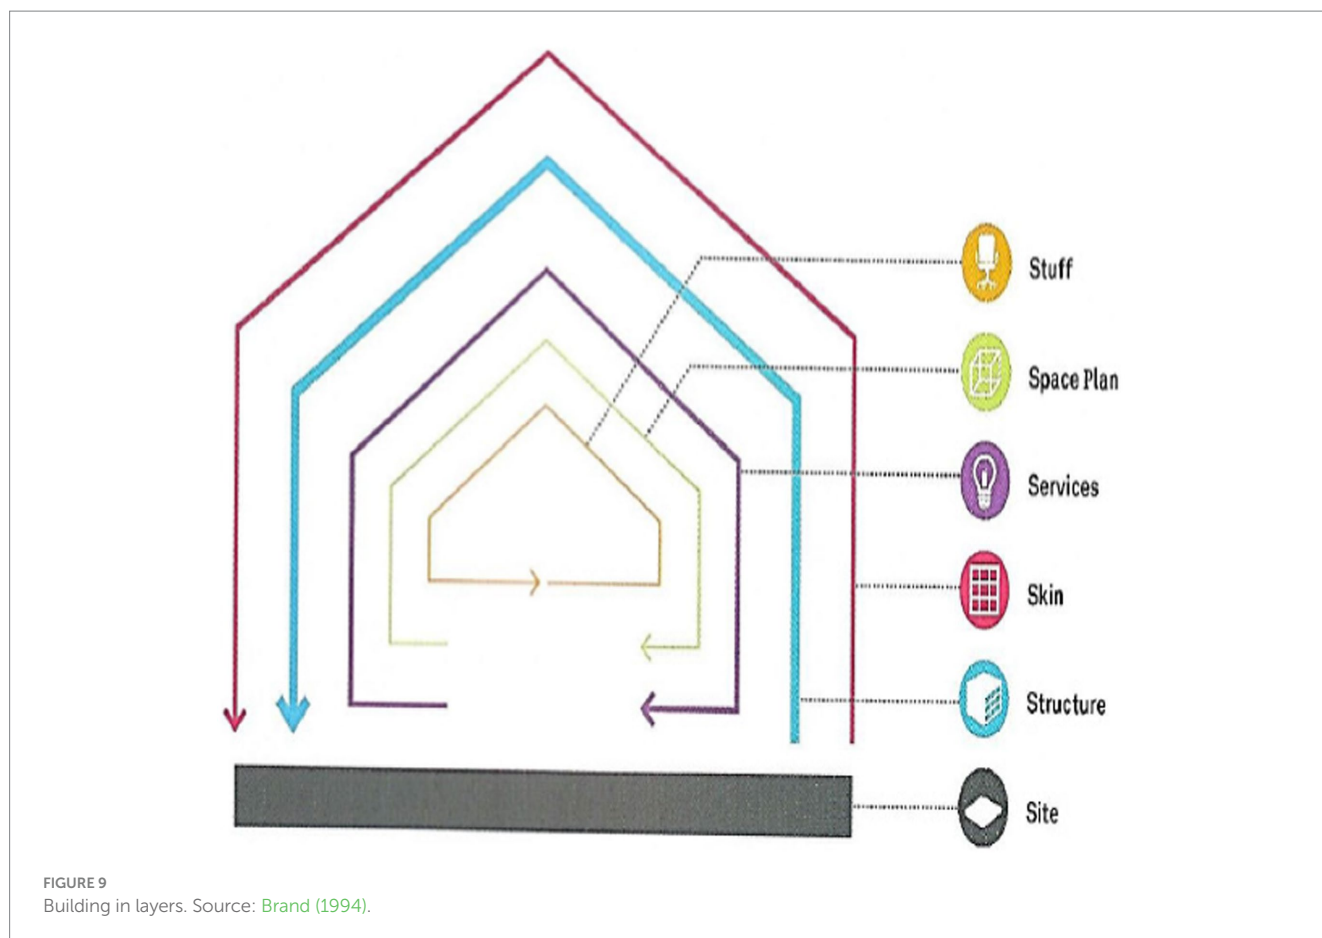 Stuff
Space Plan
Services
Skin
Structure
Site
FIGURE 9
Building in layers. Source: Brand (1994).